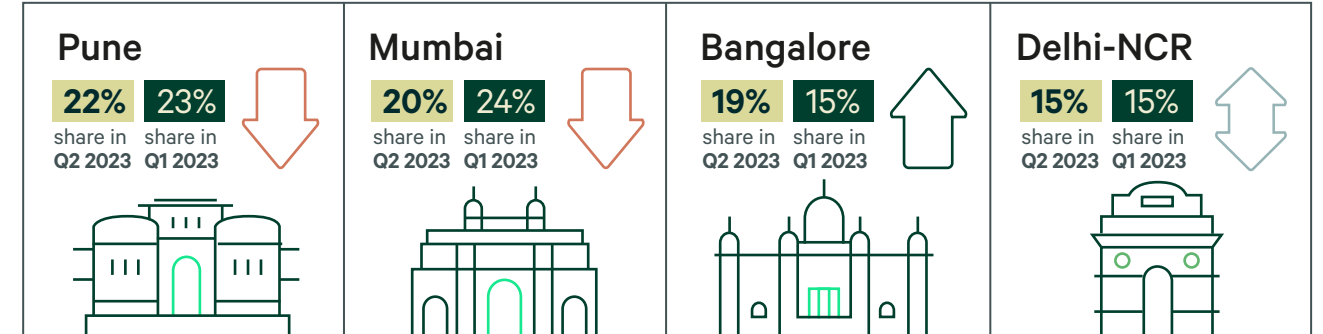 Pune
22% 23%
share in share in
Q2 2023 Q1 2023
Mumbai
20% 24%
share in share in
Q2 2023 Q1 2023
Bangalore
19% 15%
share in share in
Q2 2023 Q1 2023
Delhi-NCR
15% 15%
share in share in
Q2 2023 Q1 2023